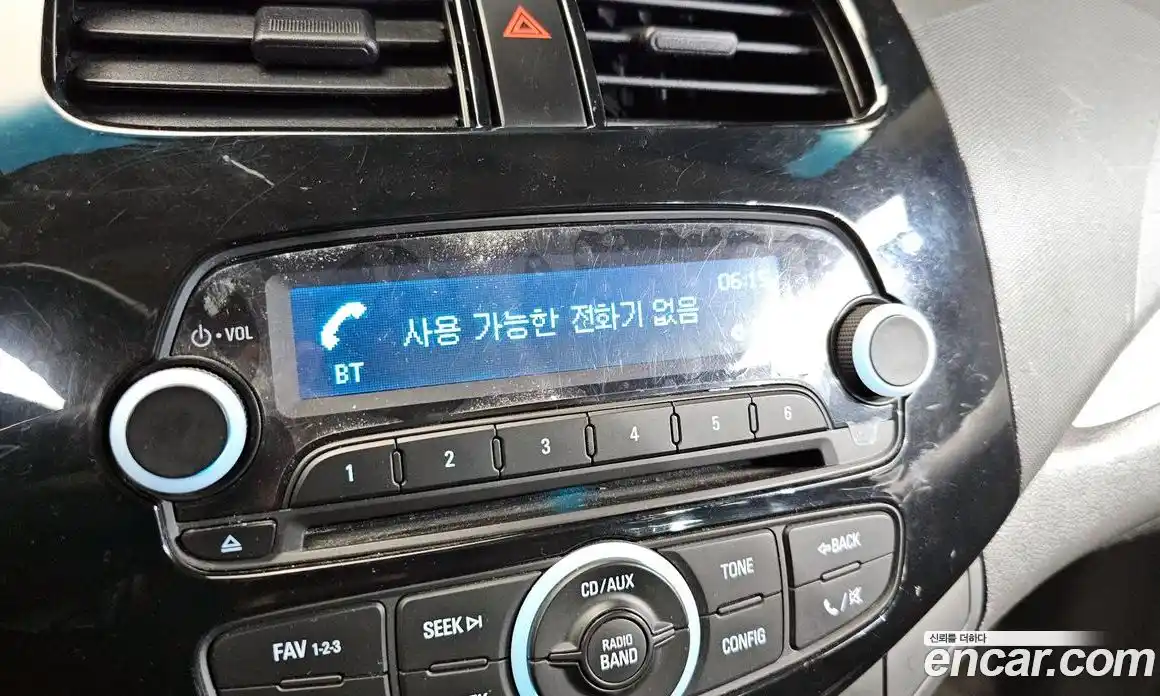 06:15
사용 가능한 전화기 없음
BT
VOL
1 2 3 4 5 6
CD/AUX
TONE
BACK
FAV 1-2-3
SEEK
RADIO
BAND
CONFIG
신뢰를 더하다
encar.com